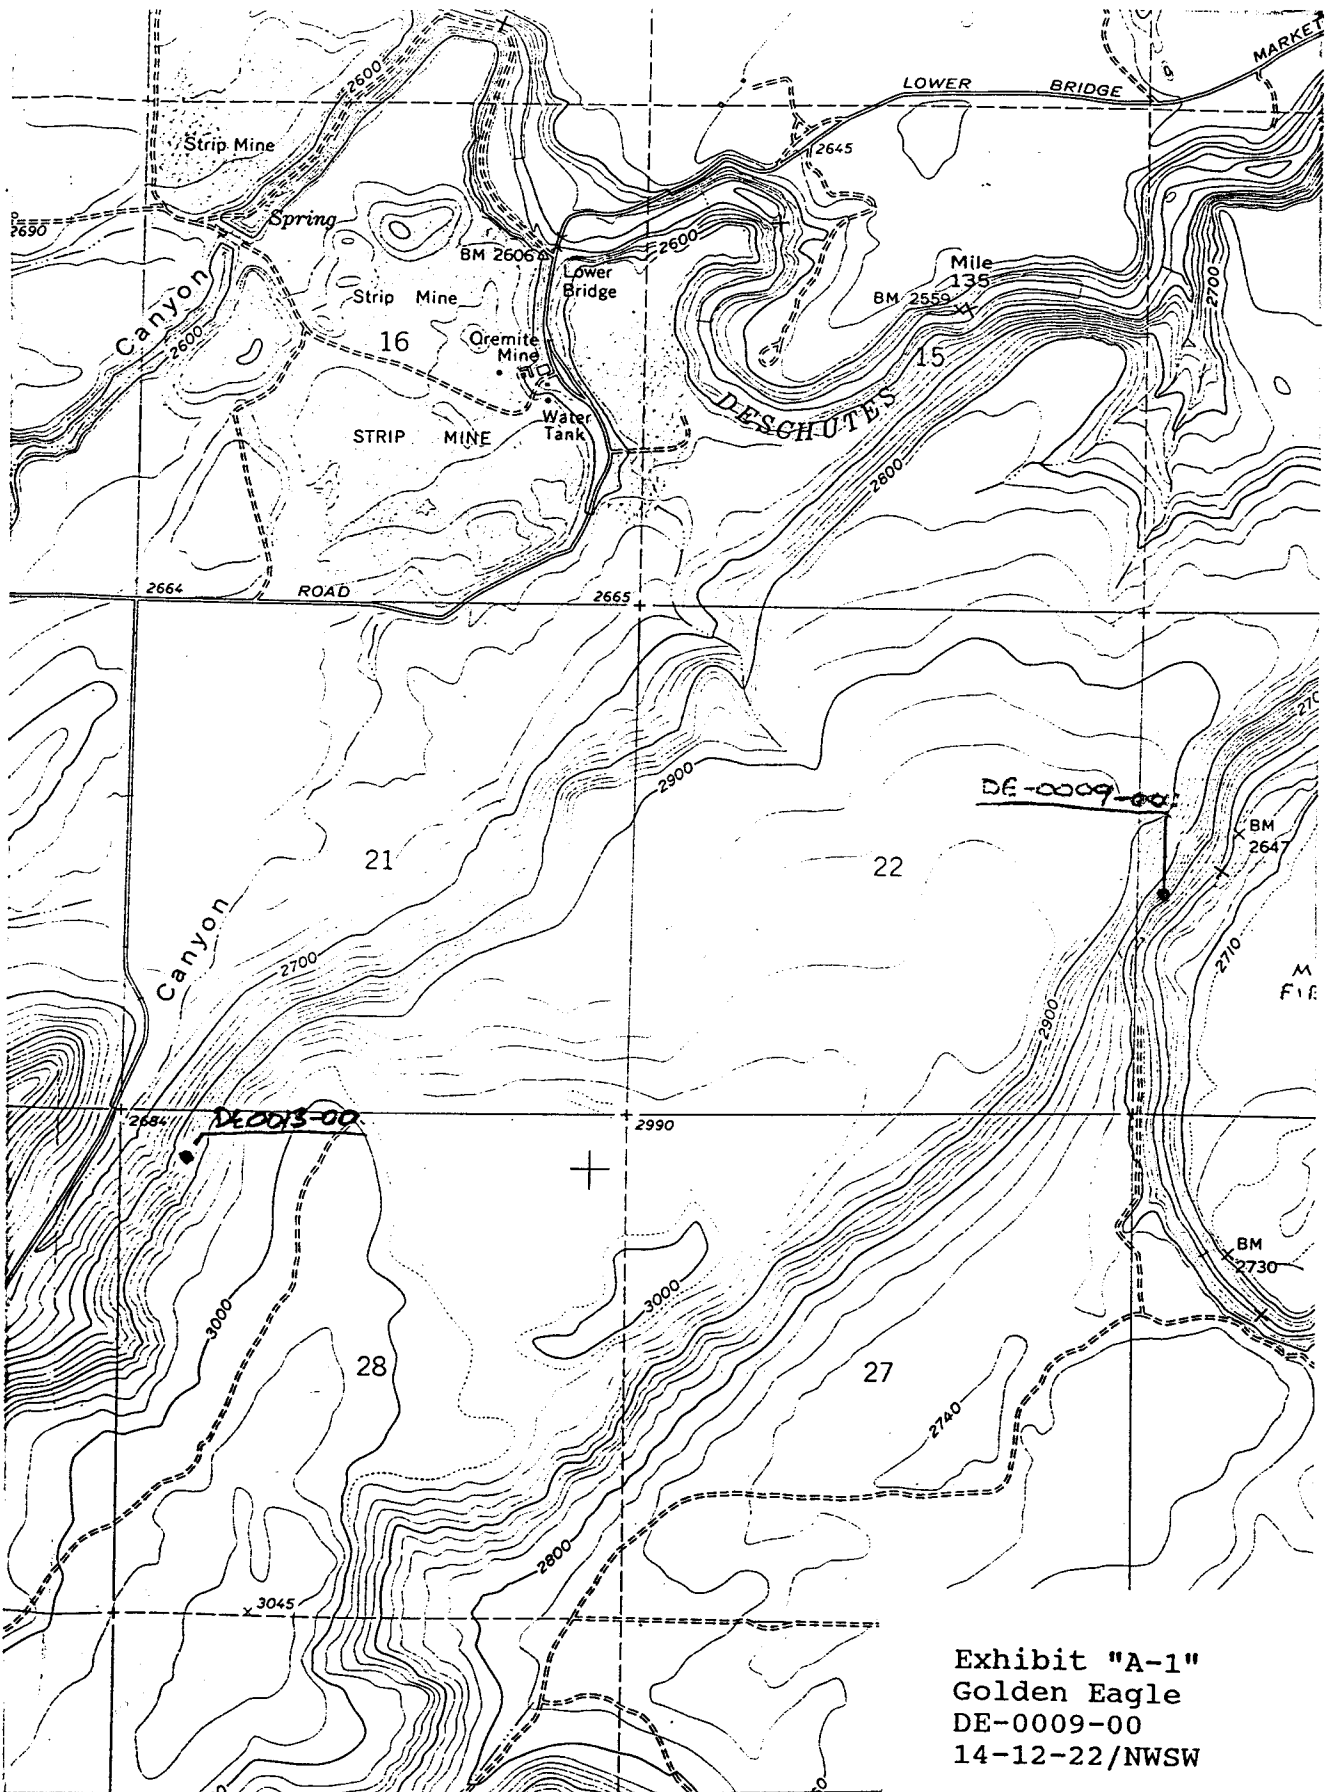 MARKET
LOWER BRIDGE
2600
Strip Mine
2645
Spring
2690
2600
BM 2606
Lower
Bridge
Mile
135
BM 2559
2700
Canyon
Strip Mine
16
Oremite
Mine
2600
15
DESCHUTES
Water
Tank
STRIP MINE
2800
2664
ROAD
2665
2900
DE-0009-00
BM
2647
21
22
Canyon
2710
2700
2900
2684
DE0013-00
2990
BM
2730
3000
3000
28
27
2740
2800
3045
Exhibit "A-1"
Golden Eagle
DE-0009-00
14-12-22/NWSW